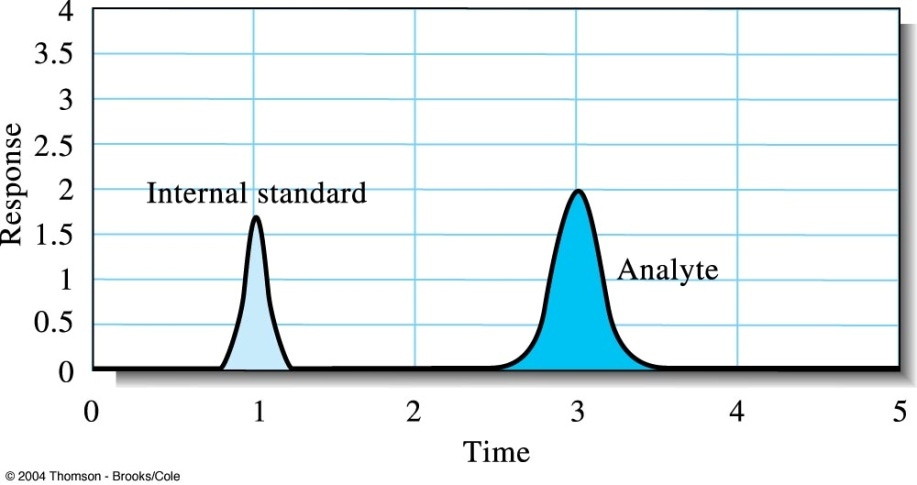 4
3.5
3
2.5
2
1.5
1
0.5
0
Response
Internal standard
Analyte
0 1 2 3 4 5
Time
© 2004 Thomson - Brooks/Cole